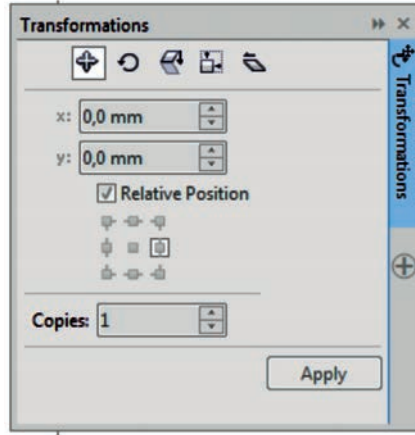 Transformations
x: 0,0 mm
y: 0,0 mm
Relative Position
Copies: 1
Apply
Transformations